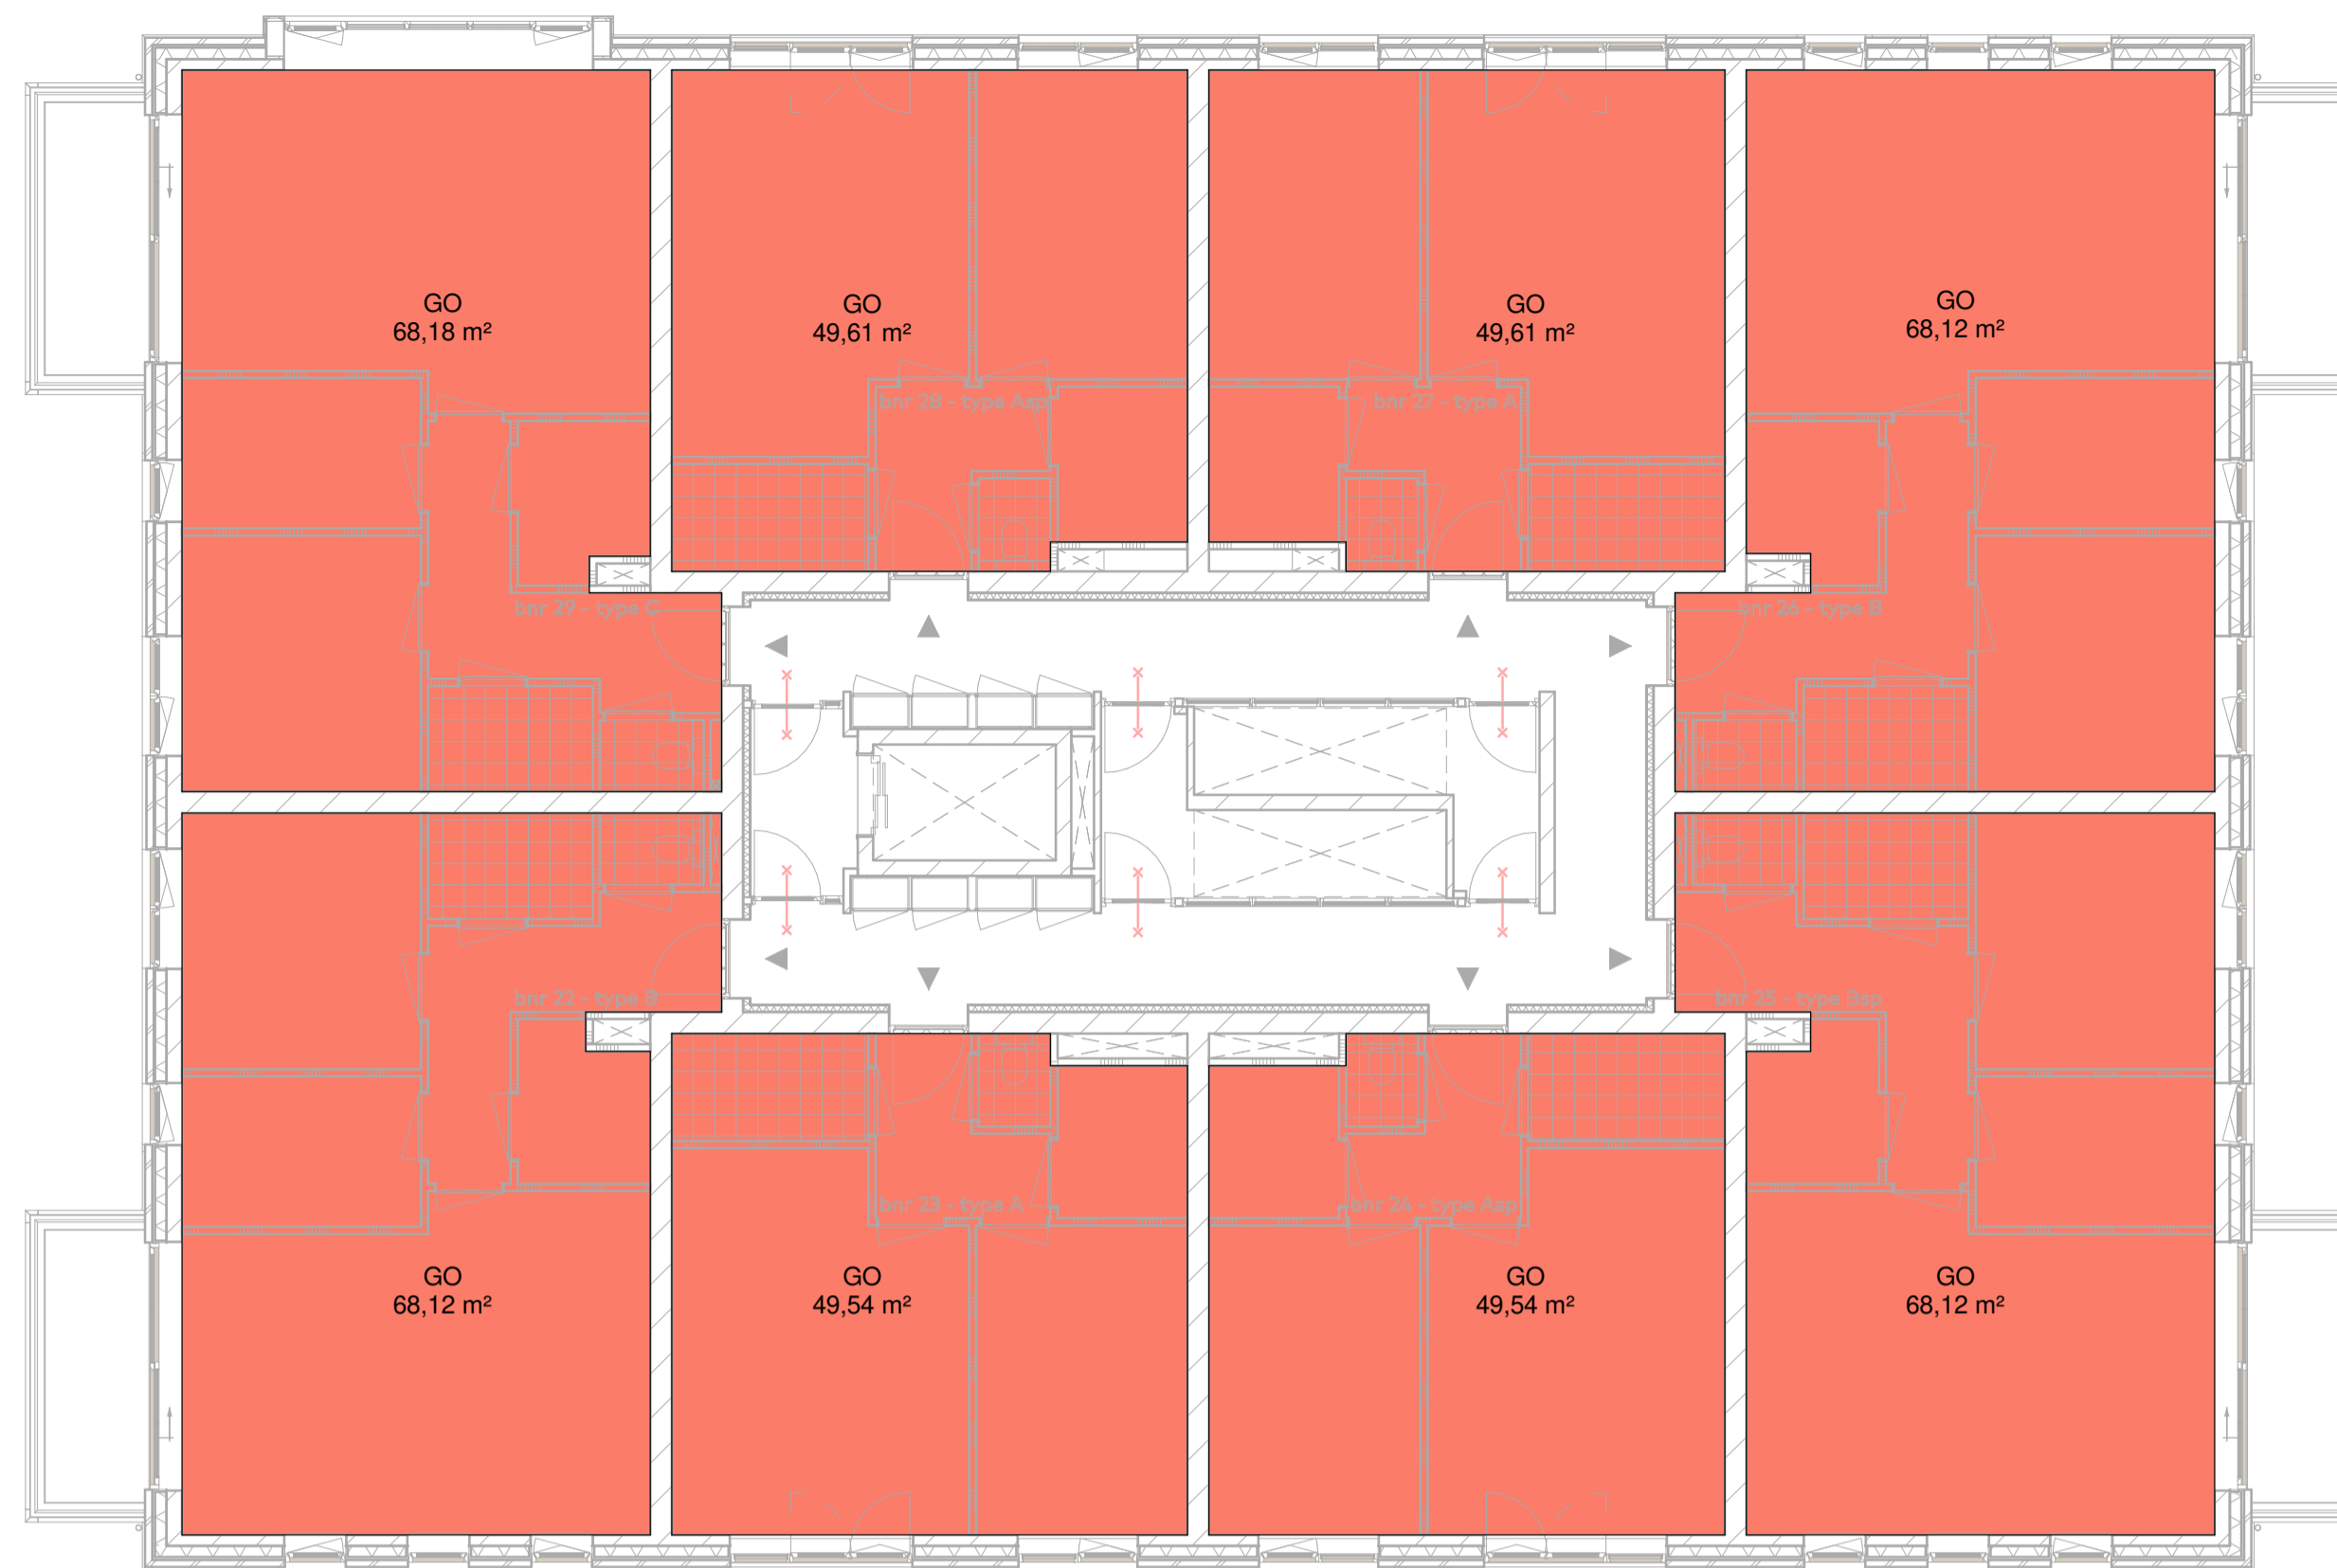 GO
68,18 m²
GO
49,61 m²
GO
49,61 m²
GO
68,12 m²
bnr 28 - type Asp
bnr 27 - type A
bnr 29 - type C
bnr 26 - type B
bnr 22 - type B
bnr 25 - type Bsp
bnr 23 - type A
bnr 24 - type Asp
GO
68,12 m²
GO
49,54 m²
GO
49,54 m²
GO
68,12 m²